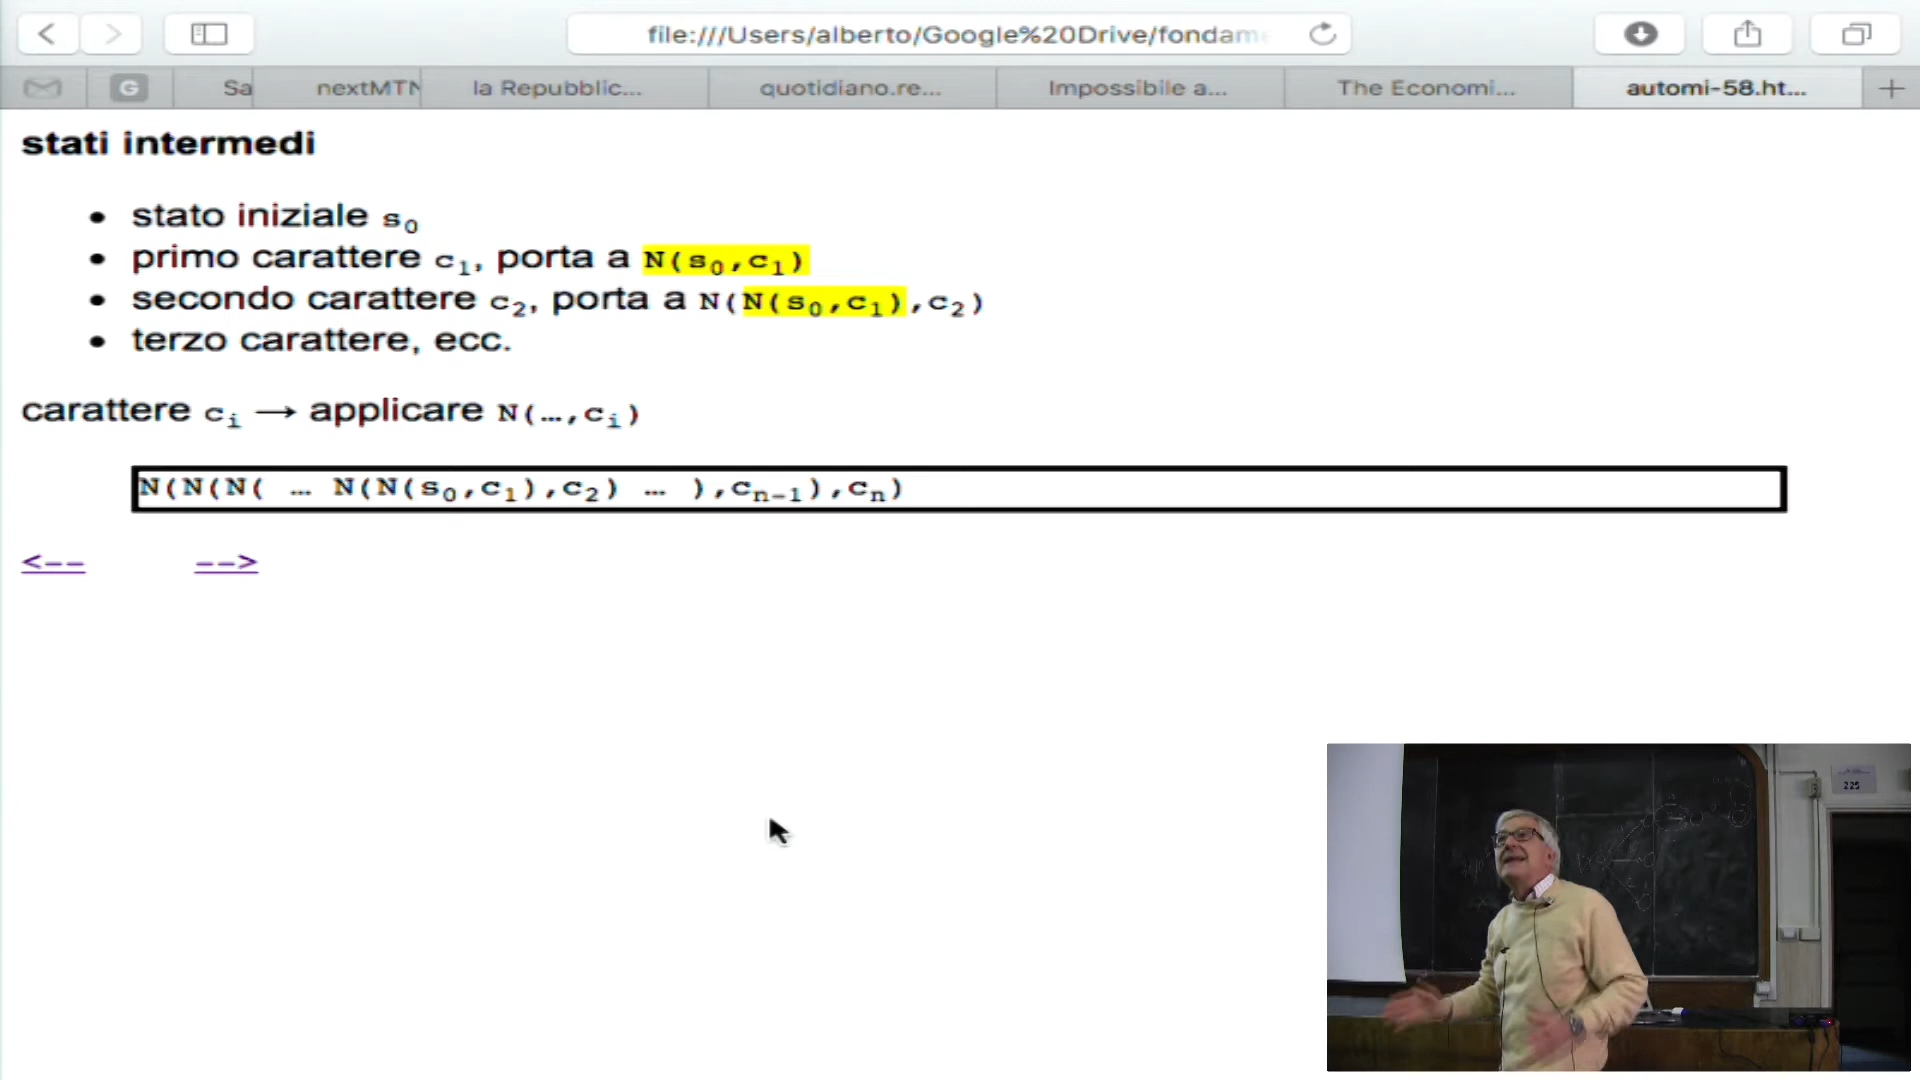 file:///Users/alberto/Google%20Drive/fondame
G Sa nextMTN la Repubblic... quotidiano.re... Impossibile a... The Economi... automi-58.ht... +
stati intermedi
• stato iniziale s₀
• primo carattere c₁, porta a N(s₀,c₁)
• secondo carattere c₂, porta a N(N(s₀,c₁),c₂)
• terzo carattere, ecc.
carattere cᵢ → applicare N(…,cᵢ)
N(N(N( … N(N(s₀,c₁),c₂) … ),cₙ₋₁),cₙ)
<-- -->
225